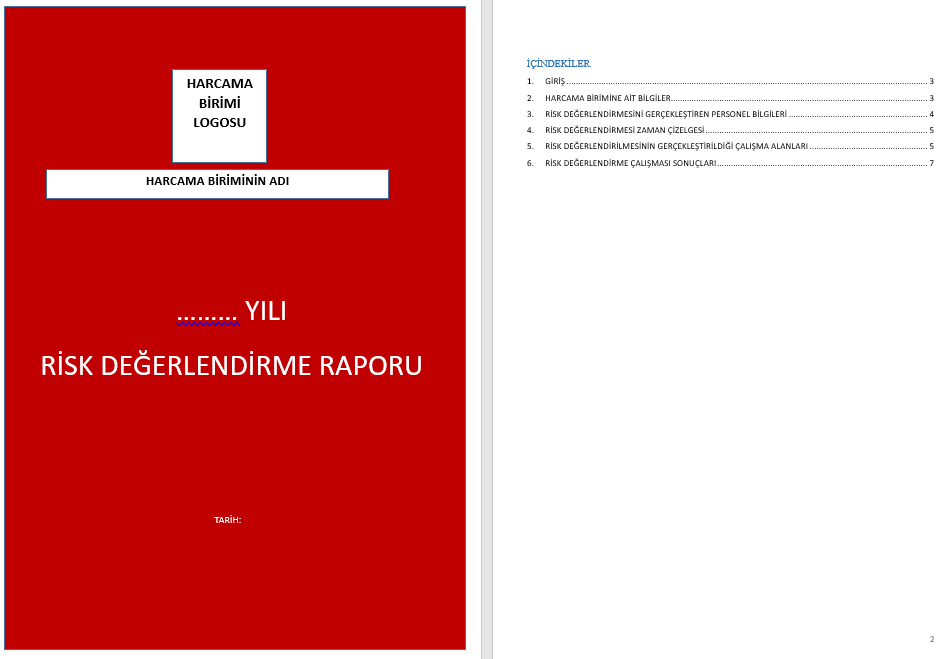 HARCAMA
BİRİMİ
LOGOSU
HARCAMA BİRİMİNİN ADI
......... YILI
RİSK DEĞERLENDİRME RAPORU
TARİH:
İÇİNDEKİLER
1. GİRİŞ ........................................ 3
2. HARCAMA BİRİMİNE AİT BİLGİLER ........................................ 3
3. RİSK DEĞERLENDİRMESİNİ GERÇEKLEŞTİREN PERSONEL BİLGİLERİ ........................................ 4
4. RİSK DEĞERLENDİRMESİ ZAMAN ÇİZELGESİ ........................................ 5
5. RİSK DEĞERLENDİRİLMESİNİN GERÇEKLEŞTİRİLDİĞİ ÇALIŞMA ALANLARI ........................................ 5
6. RİSK DEĞERLENDİRME ÇALIŞMASI SONUÇLARI ........................................ 7
2